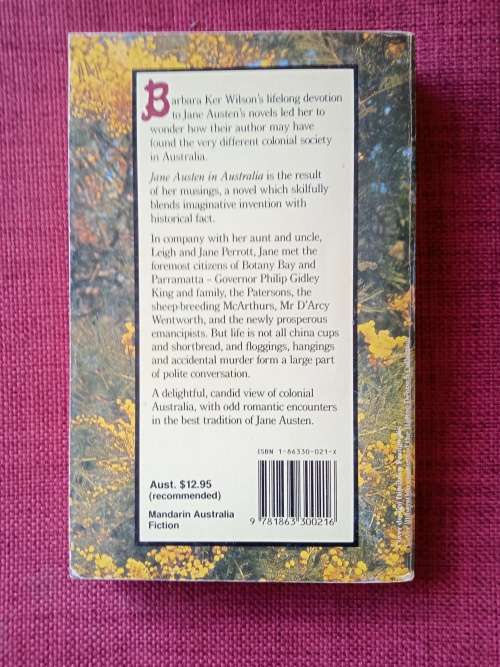 Barbara Ker Wilson's lifelong devotion
to Jane Austen's novels led her to
wonder how their author may have
found the very different colonial society
in Australia.
Jane Austen in Australia is the result
of her musings, a novel which skilfully
blends imaginative invention with
historical fact.
In company with her aunt and uncle,
Leigh and Jane Perrott, Jane met the
foremost citizens of Botany Bay and
Parramatta – Governor Philip Gidley
King and family, the Patersons, the
sheep-breeding McArthurs, Mr D'Arcy
Wentworth, and the newly prosperous
emancipists. But life is not all china cups
and shortbread, and floggings, hangings
and accidental murder form a large part
of polite conversation.
A delightful, candid view of colonial
Australia, with odd romantic encounters
in the best tradition of Jane Austen.
ISBN 1-86330-021-X
Aust. $12.95
(recommended)
Mandarin Australia
Fiction
9 781863 300216